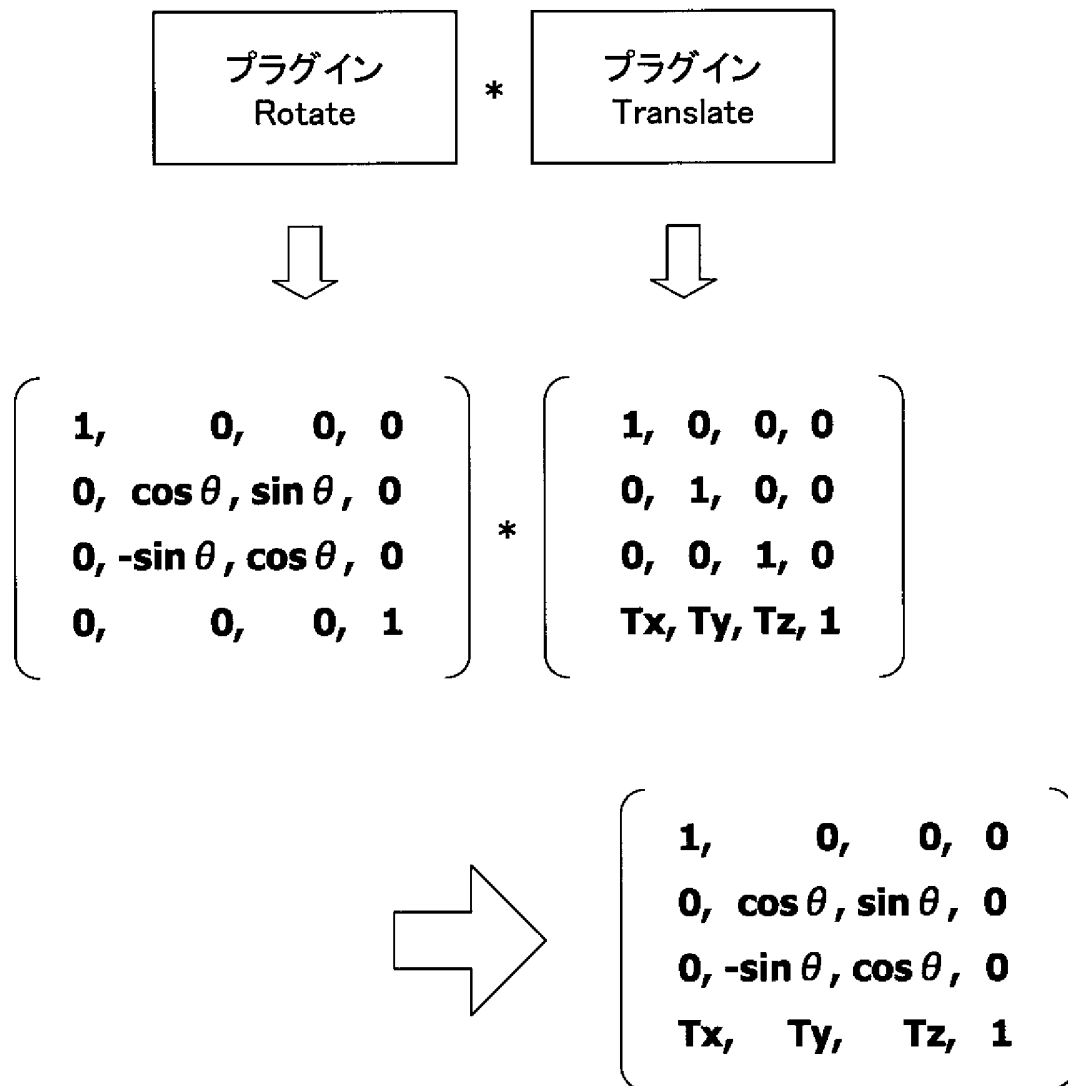 プラグイン
Rotate
*
プラグイン
Translate
1, 0, 0, 0
0, cosθ, sinθ, 0
0, -sinθ, cosθ, 0
0, 0, 0, 1
*
1, 0, 0, 0
0, 1, 0, 0
0, 0, 1, 0
Tx, Ty, Tz, 1
1, 0, 0, 0
0, cosθ, sinθ, 0
0, -sinθ, cosθ, 0
Tx, Ty, Tz, 1